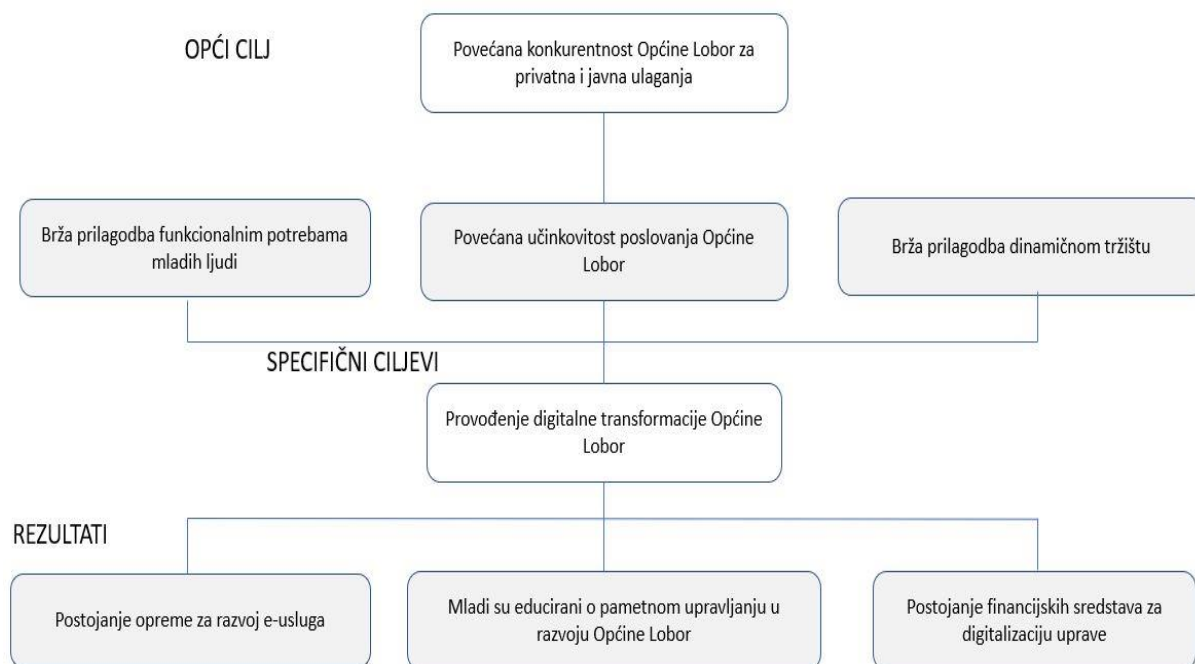 OPĆI CILJ
Povećana konkurentnost Općine Lobor za
privatna i javna ulaganja
Brža prilagodba funkcionalnim potrebama
mladih ljudi
Povećana učinkovitost poslovanja Općine
Lobor
Brža prilagodba dinamičnom tržištu
SPECIFIČNI CILJEVI
Provođenje digitalne transformacije Općine
Lobor
REZULTATI
Postojanje opreme za razvoj e-usluga
Mladi su educirani o pametnom upravljanju u
razvoju Općine Lobor
Postojanje financijskih sredstava za
digitalizaciju uprave